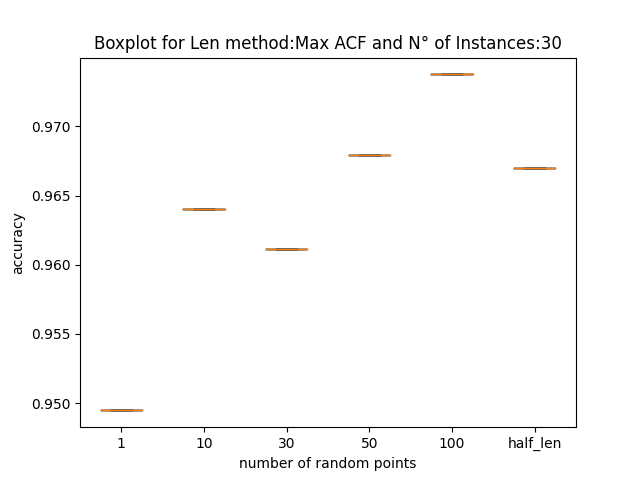 Boxplot for Len method:Max ACF and N° of Instances:30
0.970
0.965
0.960
0.955
0.950
accuracy
1 10 30 50 100 half_len
number of random points